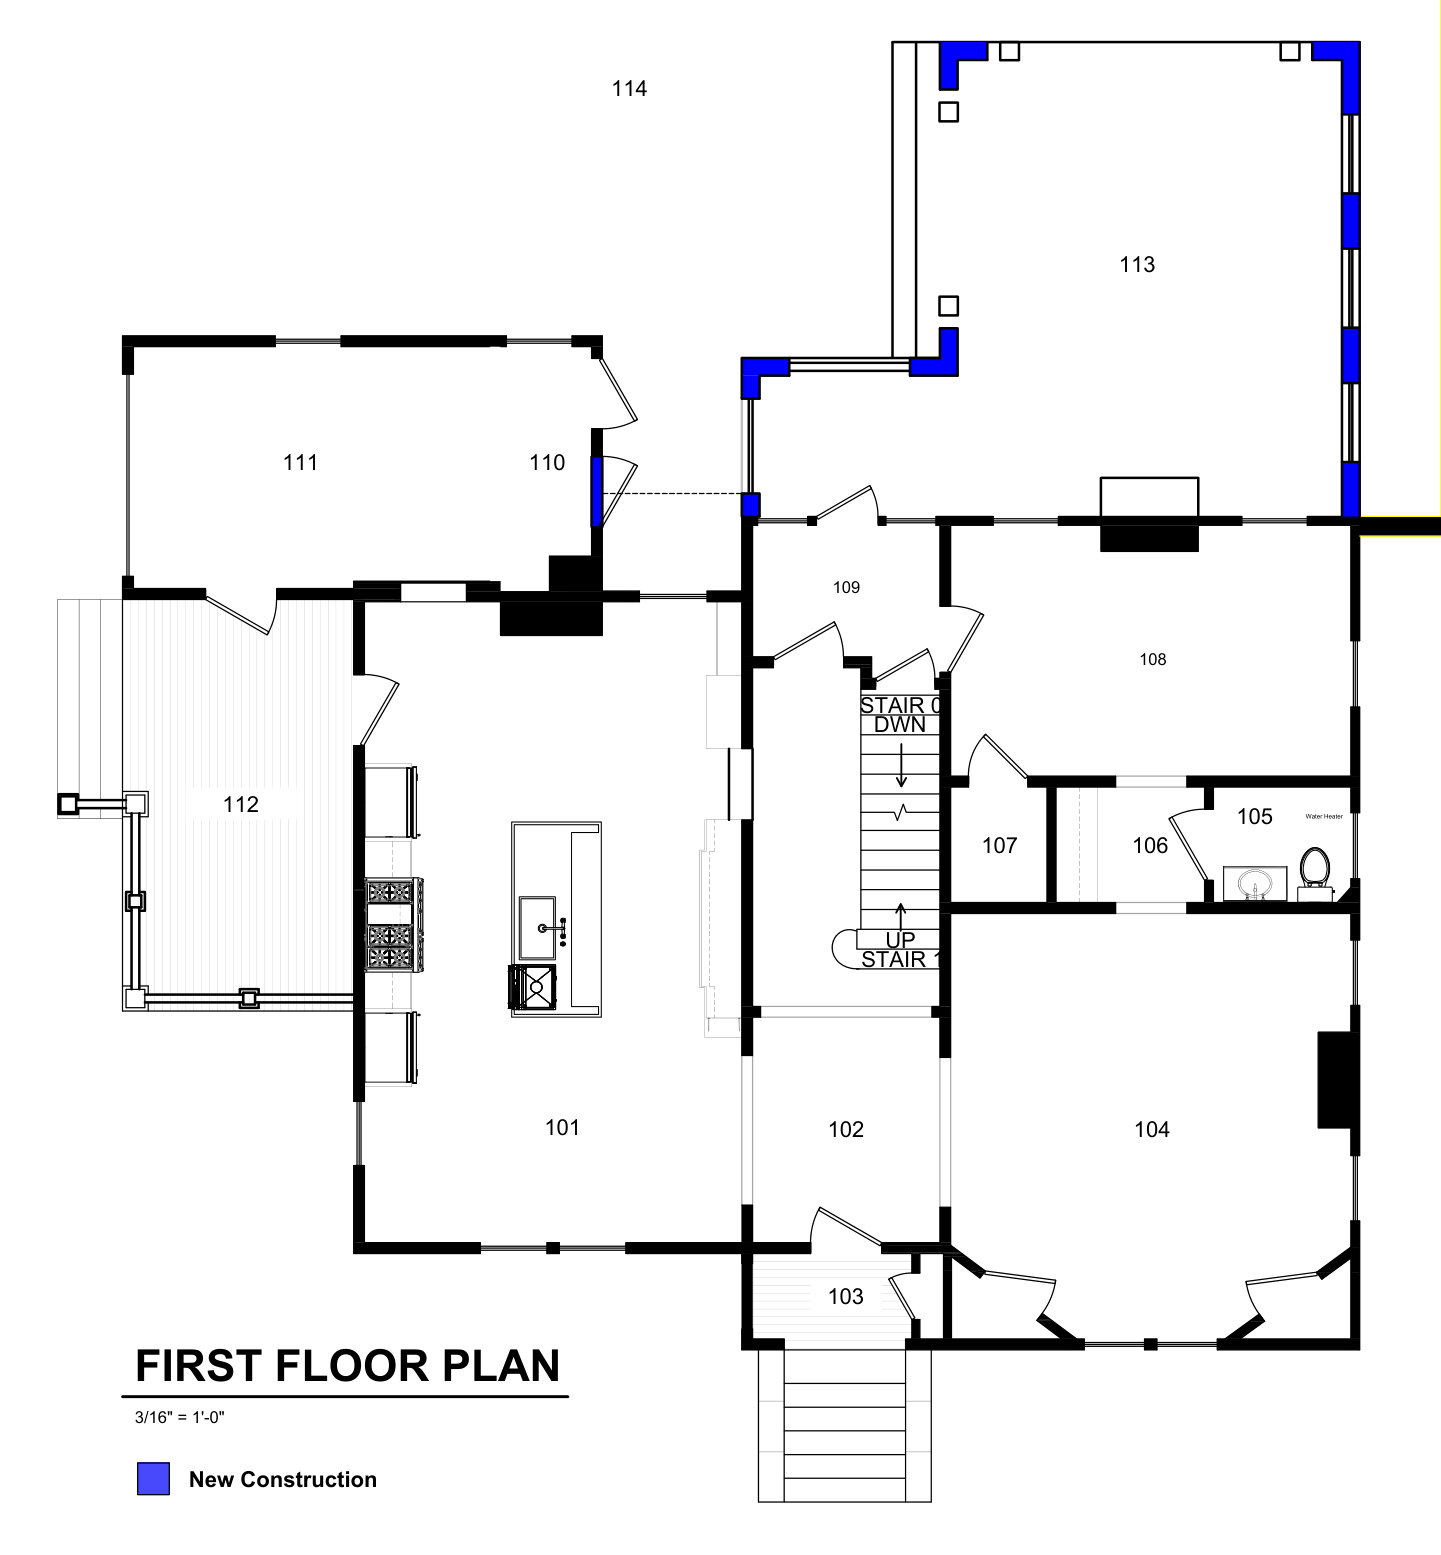 114
113
111
110
109
108
STAIR 0
DWN
112
105
Water Heater
107
106
UP
STAIR 1
101
102
104
103
FIRST FLOOR PLAN
3/16" = 1'-0"
New Construction